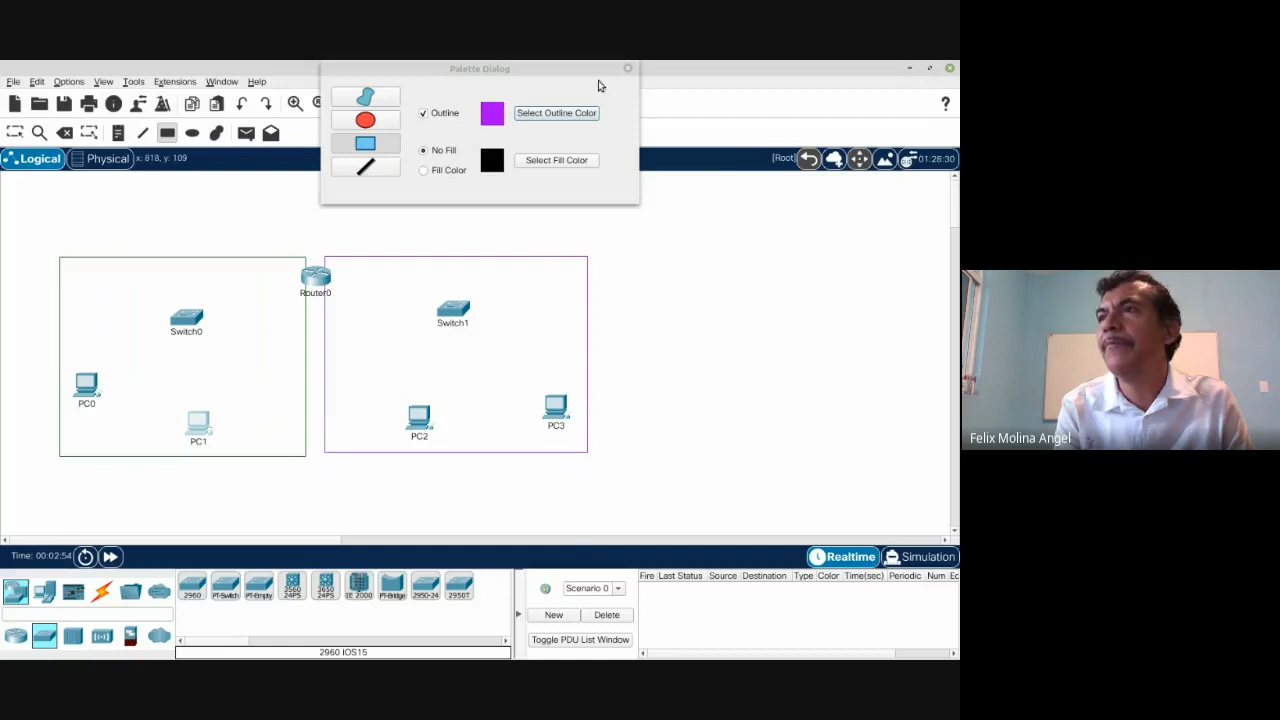 Palette Dialog
File Edit Options View Tools Extensions Window Help
Outline Select Outline Color
?
No Fill Select Fill Color
Fill Color
Logical Physical x: 818, y: 109
[Root] 01:28:30
Router0
Switch0
Switch1
PC0
PC1
PC2
PC3
Felix Molina Angel
Time: 00:02:54
Realtime Simulation
2960 PT-Switch PT-Empty 3560 24PS 3650 24PS IE 2000 PT-Bridge 2950-24 2950T
Scenario 0
New Delete
Toggle PDU List Window
Fire Last Status Source Destination Type Color Time(sec) Periodic Num Ec
2960 IOS15